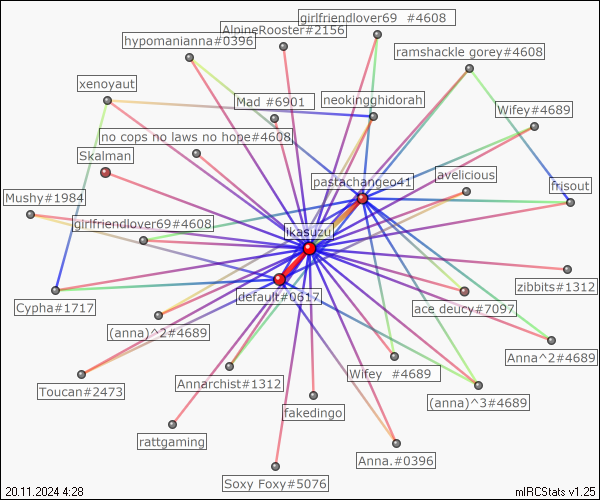 girlfriendlover69 #4608
AlpineRooster#2156
hypomanianna#0396
ramshackle gorey#4608
xenoyaut
Mad #6901
neokingghidorah
Wifey#4689
no cops no laws no hope#4608
Skalman
avelicious
pastachangeo41
frisout
Mushy#1984
girlfriendlover69#4608
likasuzu
zibbits#1312
default#0617
Cypha#1717
ace deucy#7097
(anna)^2#4689
Anna^2#4689
Wifey #4689
Toucan#2473
Annarchist#1312
(anna)^3#4689
fakedingo
rattgaming
Anna.#0396
Soxy Foxy#5076
20.11.2024 4:28
mIRCStats v1.25